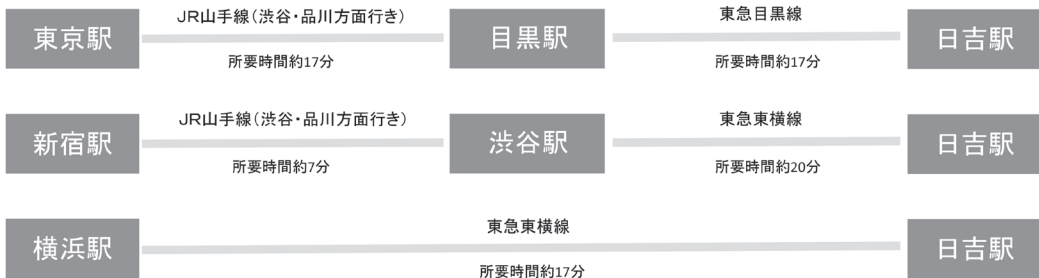 東京駅
JR山手線(渋谷・品川方面行き)
所要時間約17分
目黒駅
東急目黒線
所要時間約17分
日吉駅
新宿駅
JR山手線(渋谷・品川方面行き)
所要時間約7分
渋谷駅
東急東横線
所要時間約20分
日吉駅
横浜駅
東急東横線
所要時間約17分
日吉駅